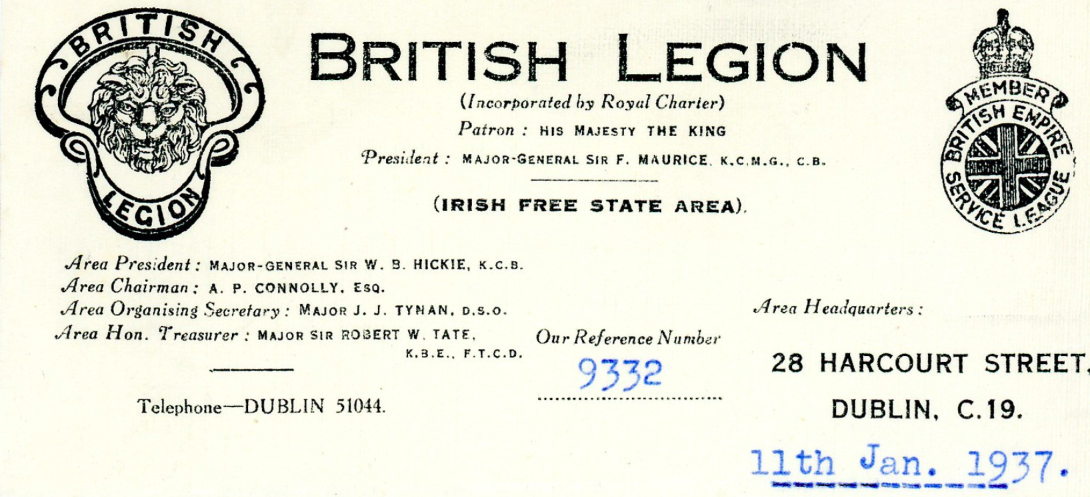 BRITISH
LEGION
BRITISH LEGION
(Incorporated by Royal Charter)
Patron : HIS MAJESTY THE KING
President : MAJOR-GENERAL SIR F. MAURICE, K.C.M.G., C.B.
(IRISH FREE STATE AREA).
MEMBER
BRITISH EMPIRE
SERVICE LEAGUE
Area President : MAJOR-GENERAL SIR W. B. HICKIE, K.C.B.
Area Chairman : A. P. CONNOLLY, ESQ.
Area Organising Secretary : MAJOR J. J. TYNAN, D.S.O.
Area Hon. Treasurer : MAJOR SIR ROBERT W. TATE,
K.B.E., F.T.C.D.
Telephone—DUBLIN 51044.
Our Reference Number
9332
Area Headquarters :
28 HARCOURT STREET,
DUBLIN, C.19.
11th Jan. 1937.